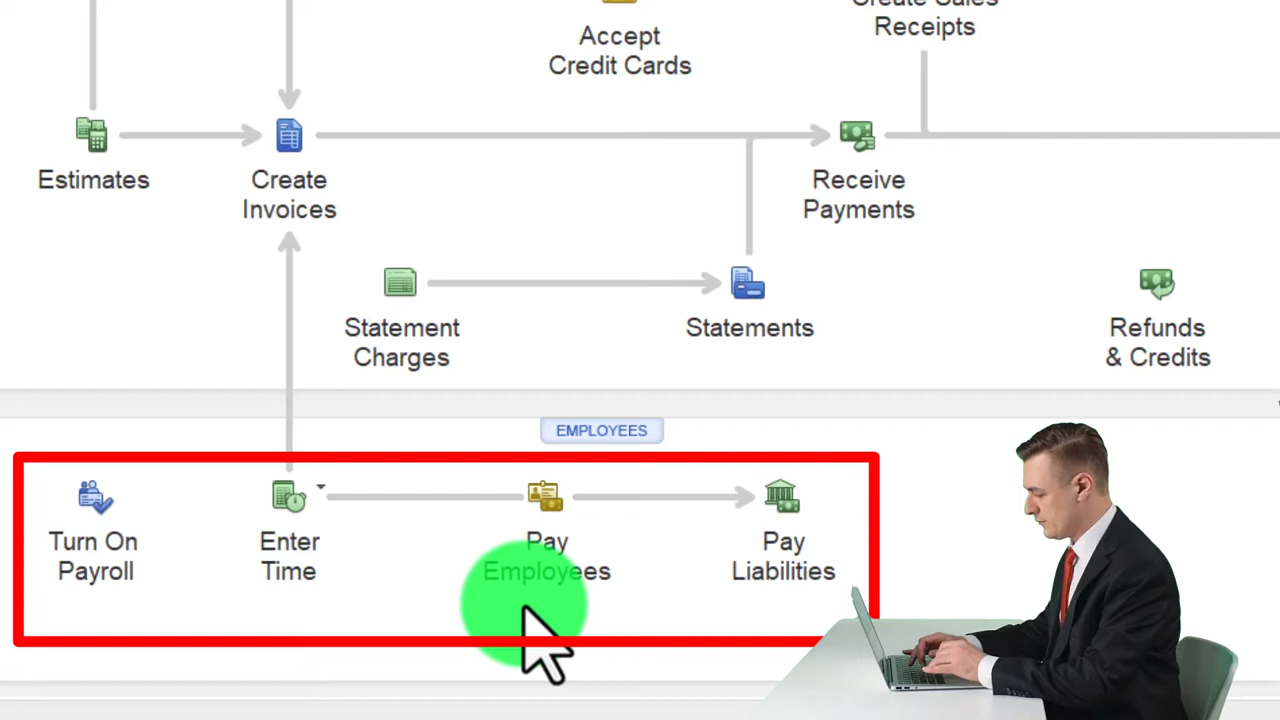 Create Sales
Receipts
Accept
Credit Cards
Estimates
Create
Invoices
Receive
Payments
Statement
Charges
Statements
Refunds
& Credits
EMPLOYEES
Turn On
Payroll
Enter
Time
Pay
Employees
Pay
Liabilities